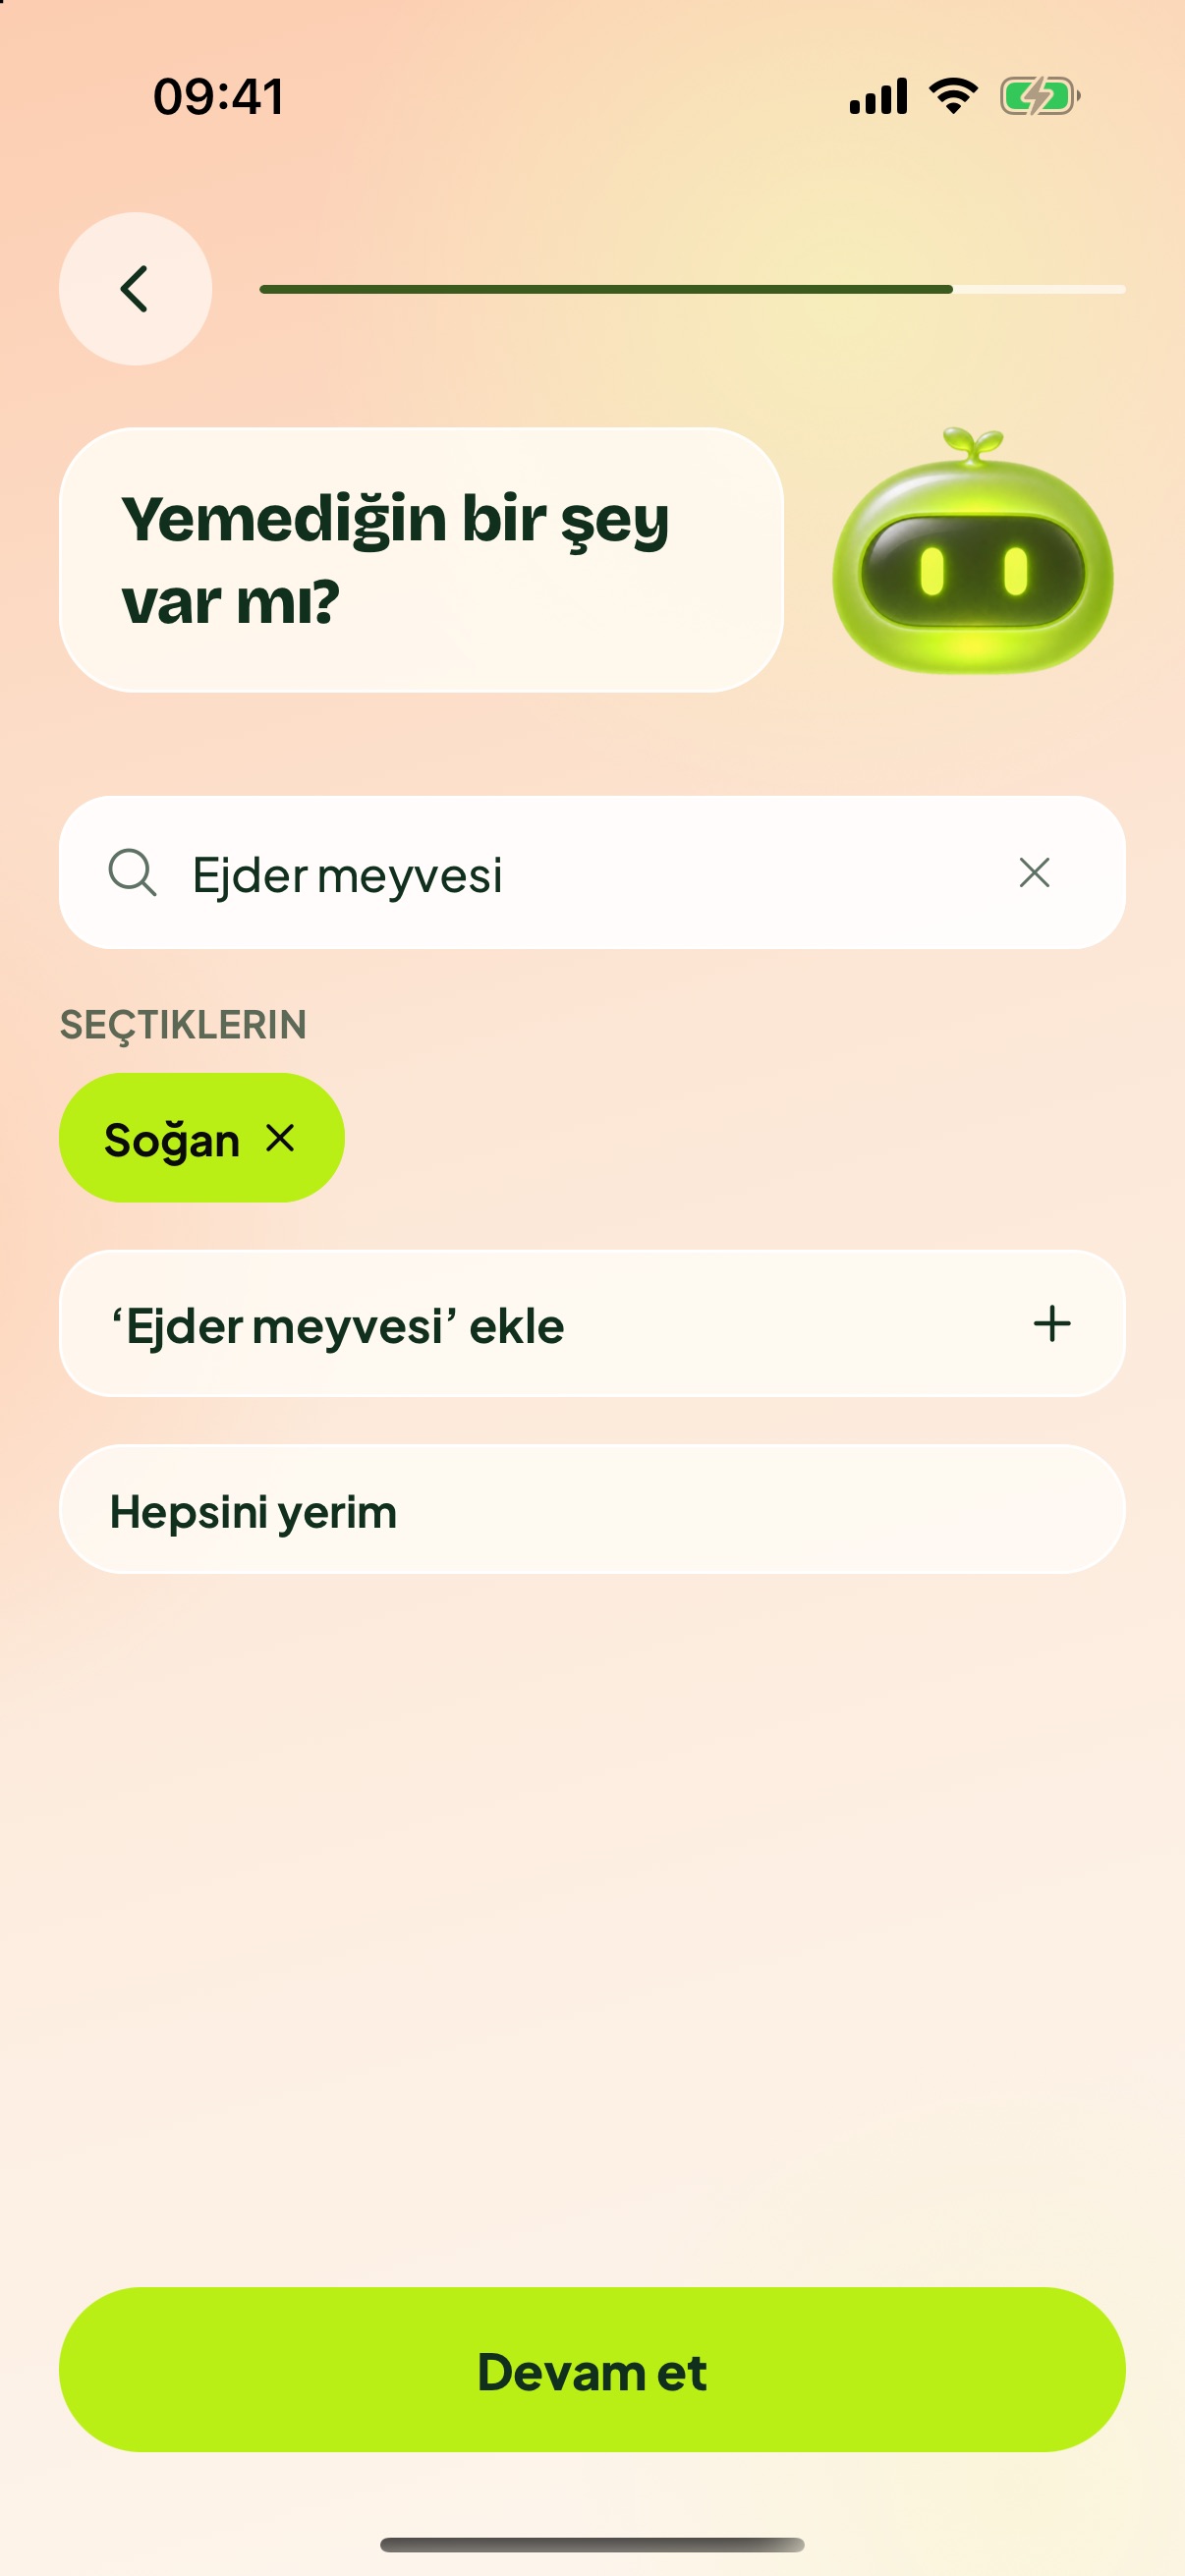 09:41
Yemediğin bir şey
var mı?
Ejder meyvesi
SEÇTIKLERIN
Soğan
‘Ejder meyvesi’ ekle
Hepsini yerim
Devam et